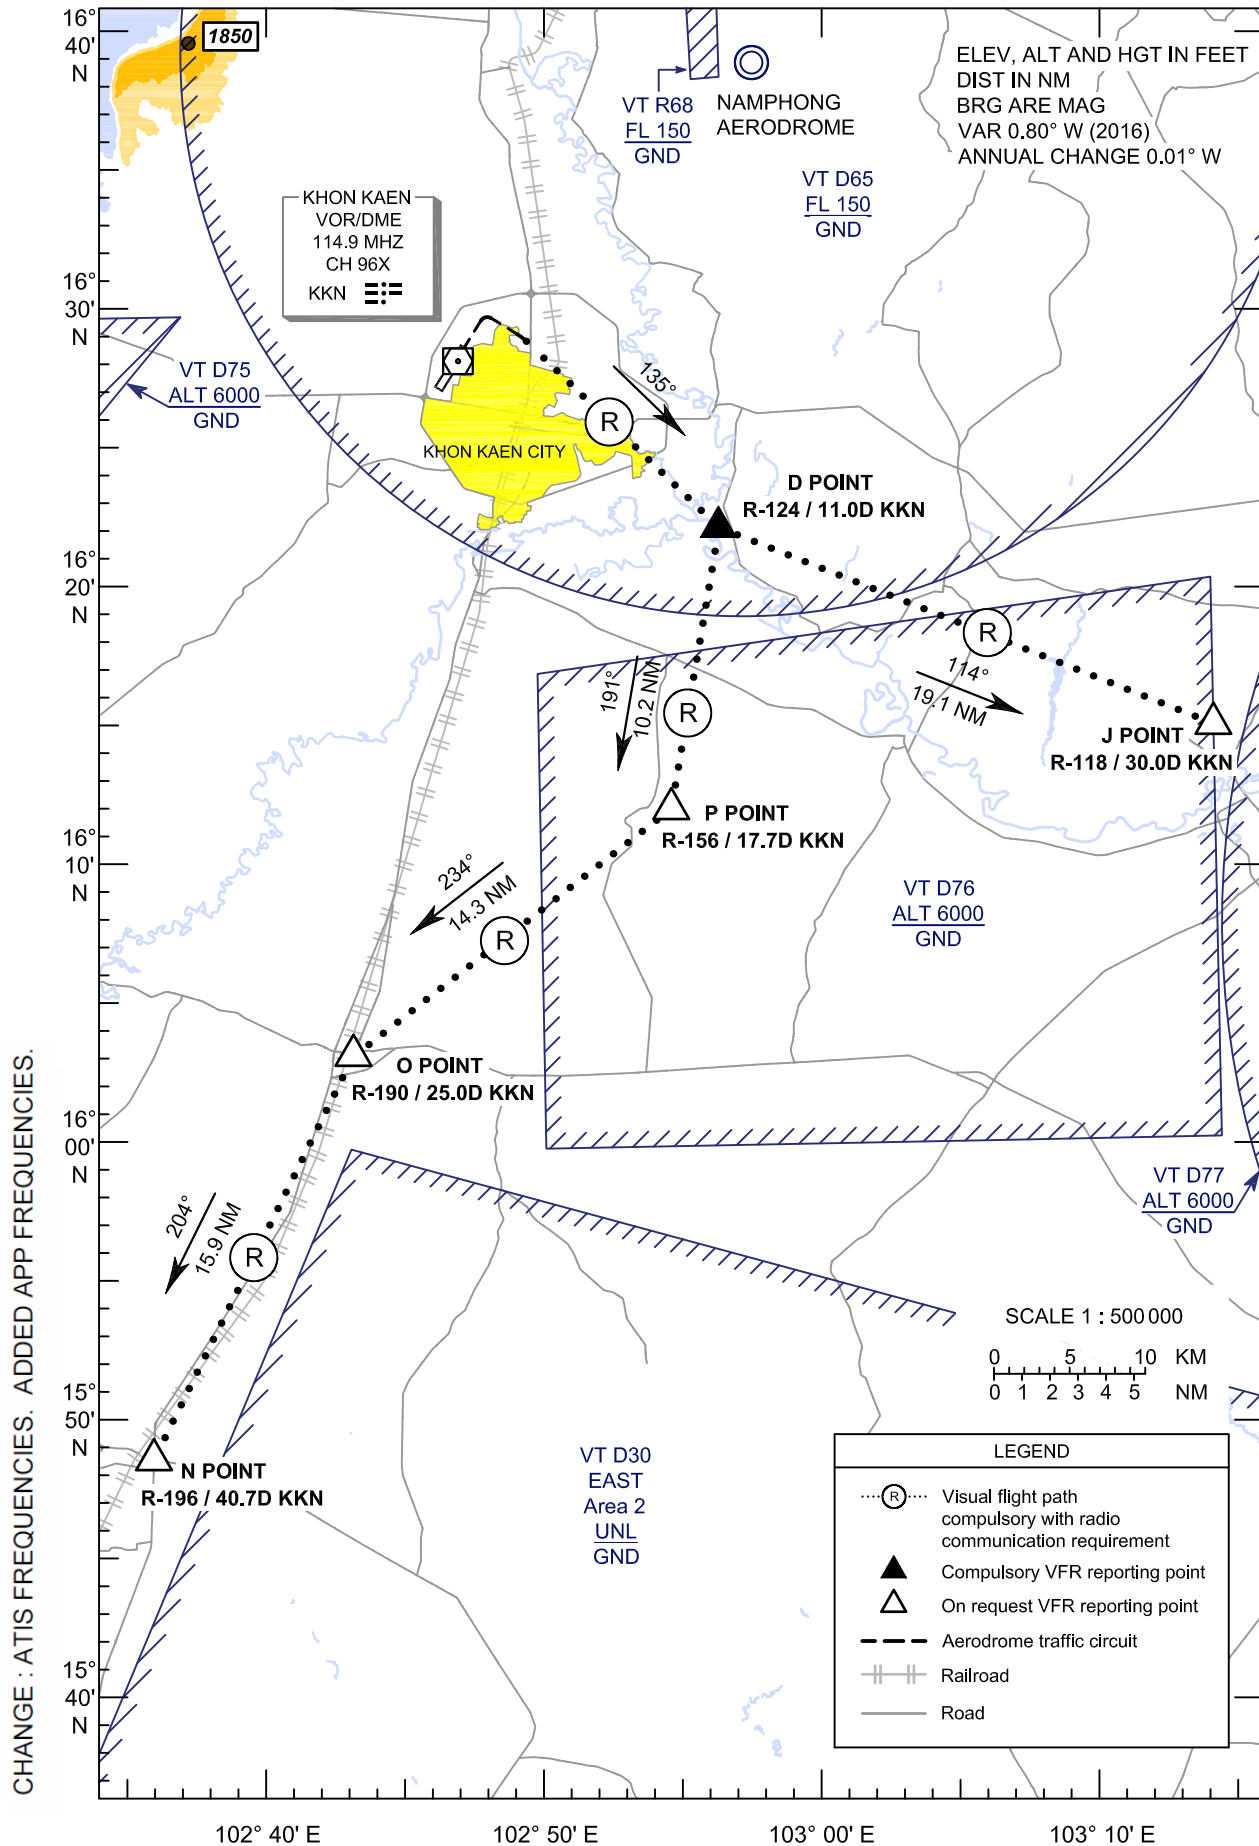 16°
40'
N
1850
ELEV, ALT AND HGT IN FEET
DIST IN NM
BRG ARE MAG
VAR 0.80° W (2016)
ANNUAL CHANGE 0.01° W
VT R68
FL 150
GND
NAMPHONG
AERODROME
VT D65
FL 150
GND
KHON KAEN
VOR/DME
114.9 MHZ
CH 96X
KKN
16°
30'
N
VT D75
ALT 6000
GND
135°
R
KHON KAEN CITY
D POINT
R-124 / 11.0D KKN
16°
20'
N
R
114°
19.1 NM
191°
10.2 NM
R
J POINT
R-118 / 30.0D KKN
P POINT
R-156 / 17.7D KKN
16°
10'
N
234°
14.3 NM
R
VT D76
ALT 6000
GND
O POINT
R-190 / 25.0D KKN
16°
00'
N
VT D77
ALT 6000
GND
204°
15.9 NM
R
SCALE 1 : 500 000
0 5 10 KM
0 1 2 3 4 5 NM
15°
50'
N
N POINT
R-196 / 40.7D KKN
VT D30
EAST
Area 2
UNL
GND
LEGEND
R Visual flight path
compulsory with radio
communication requirement
Compulsory VFR reporting point
On request VFR reporting point
Aerodrome traffic circuit
Railroad
Road
15°
40'
N
102° 40' E 102° 50' E 103° 00' E 103° 10' E
CHANGE : ATIS FREQUENCIES. ADDED APP FREQUENCIES.